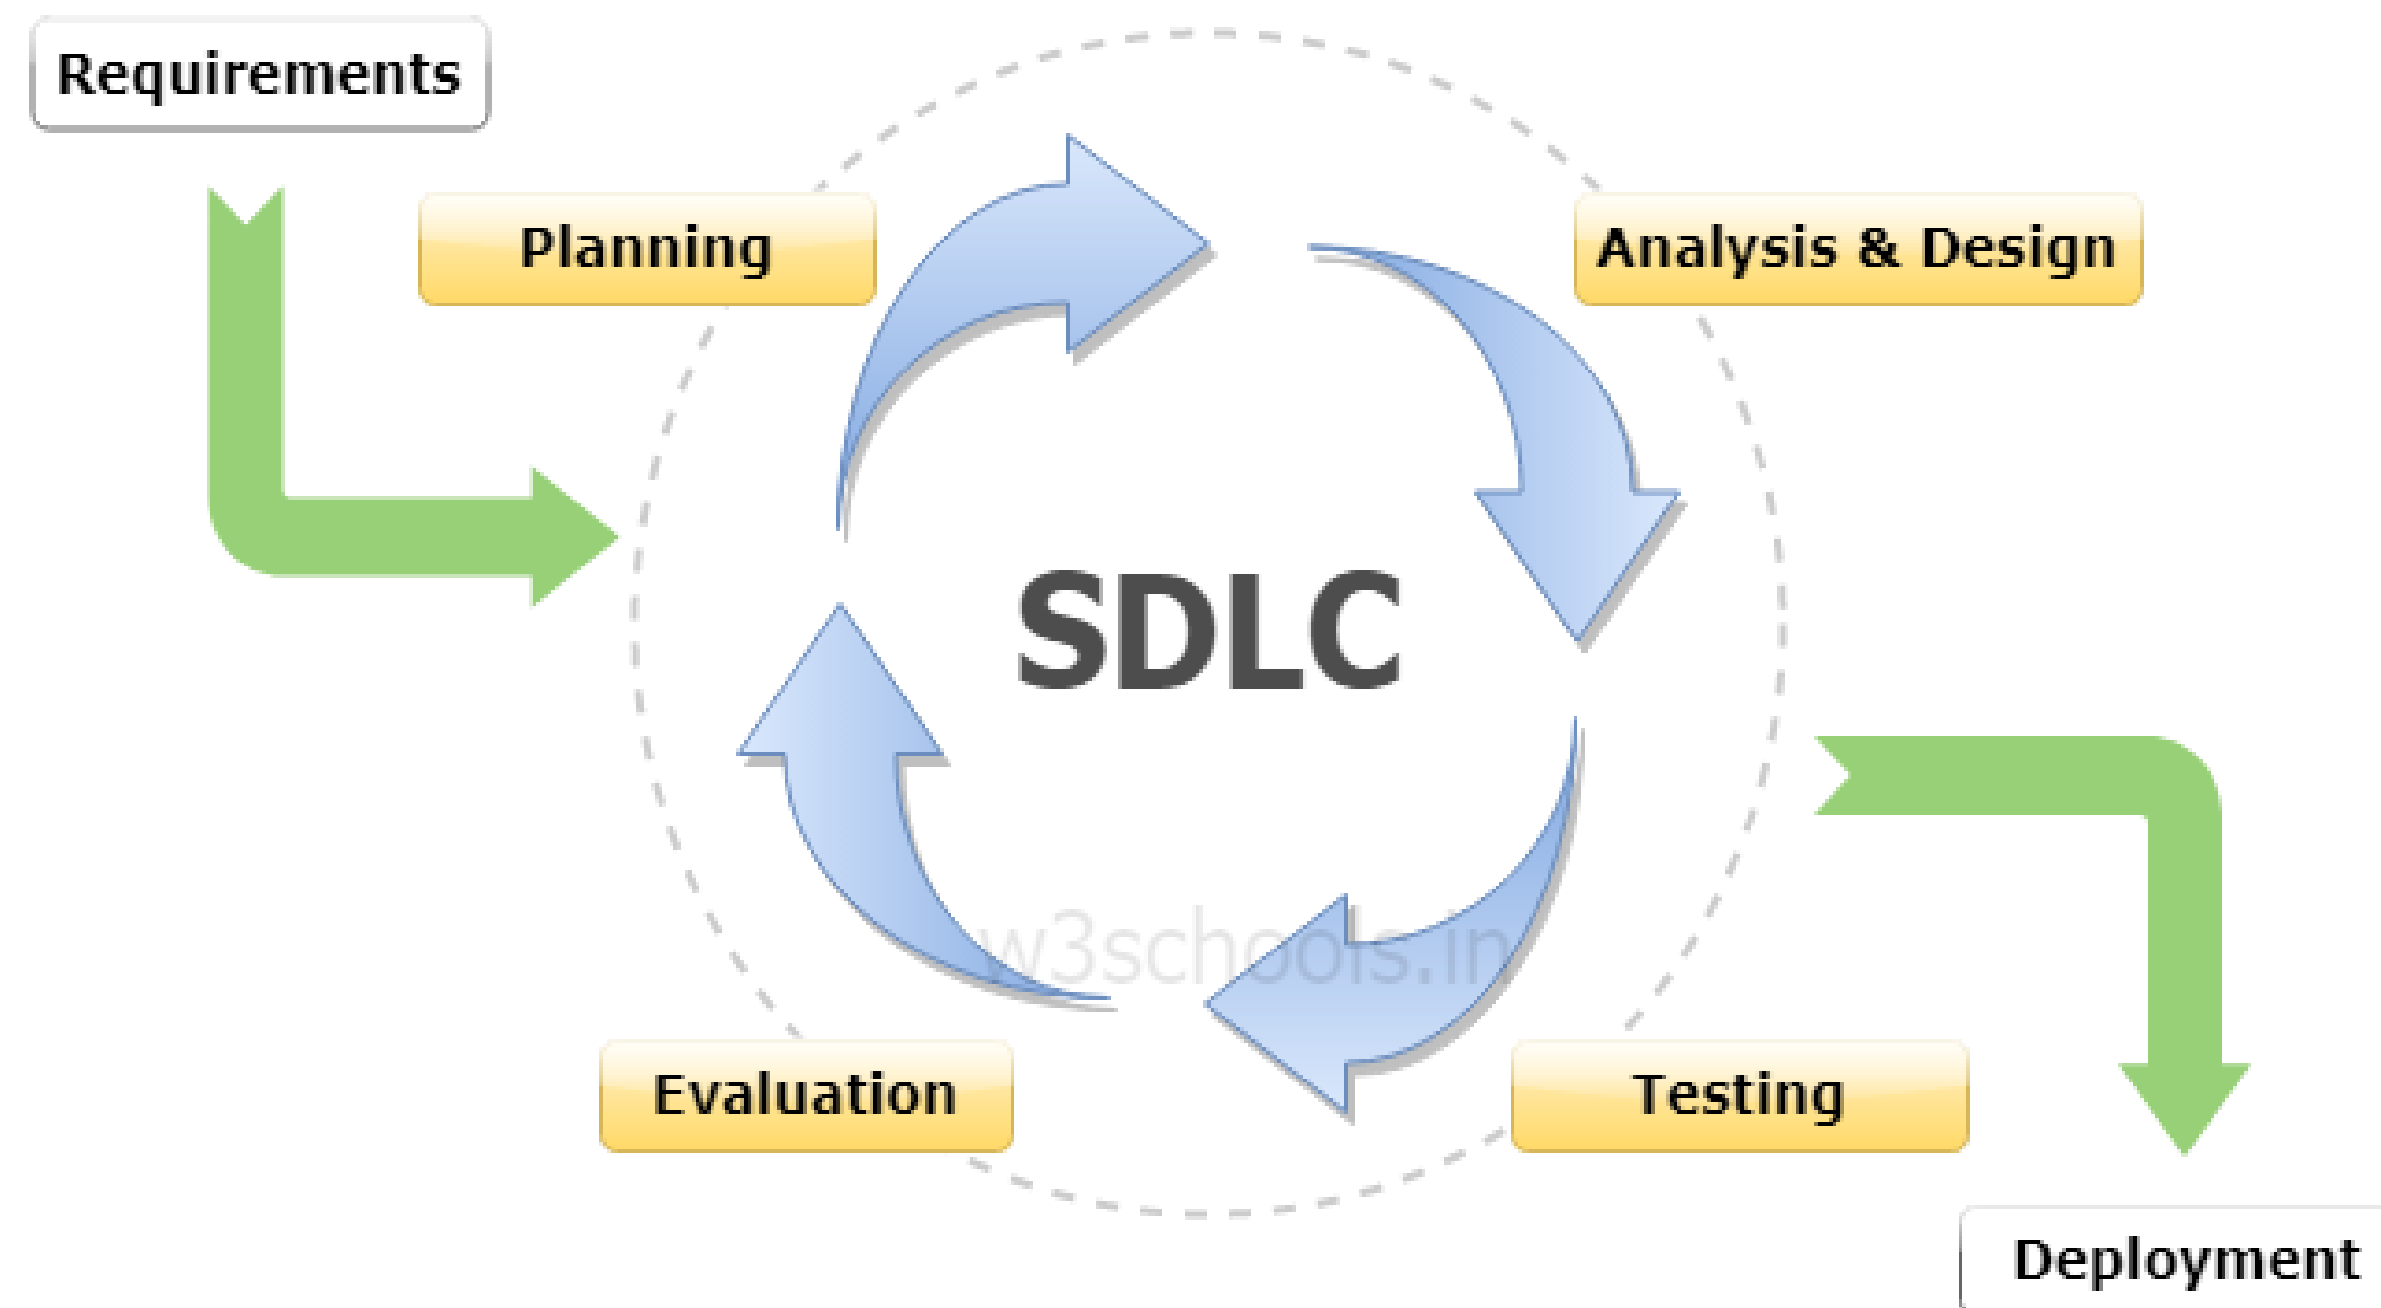 Requirements
Planning
Analysis & Design
SDLC
w3schools.in
Evaluation
Testing
Deployment